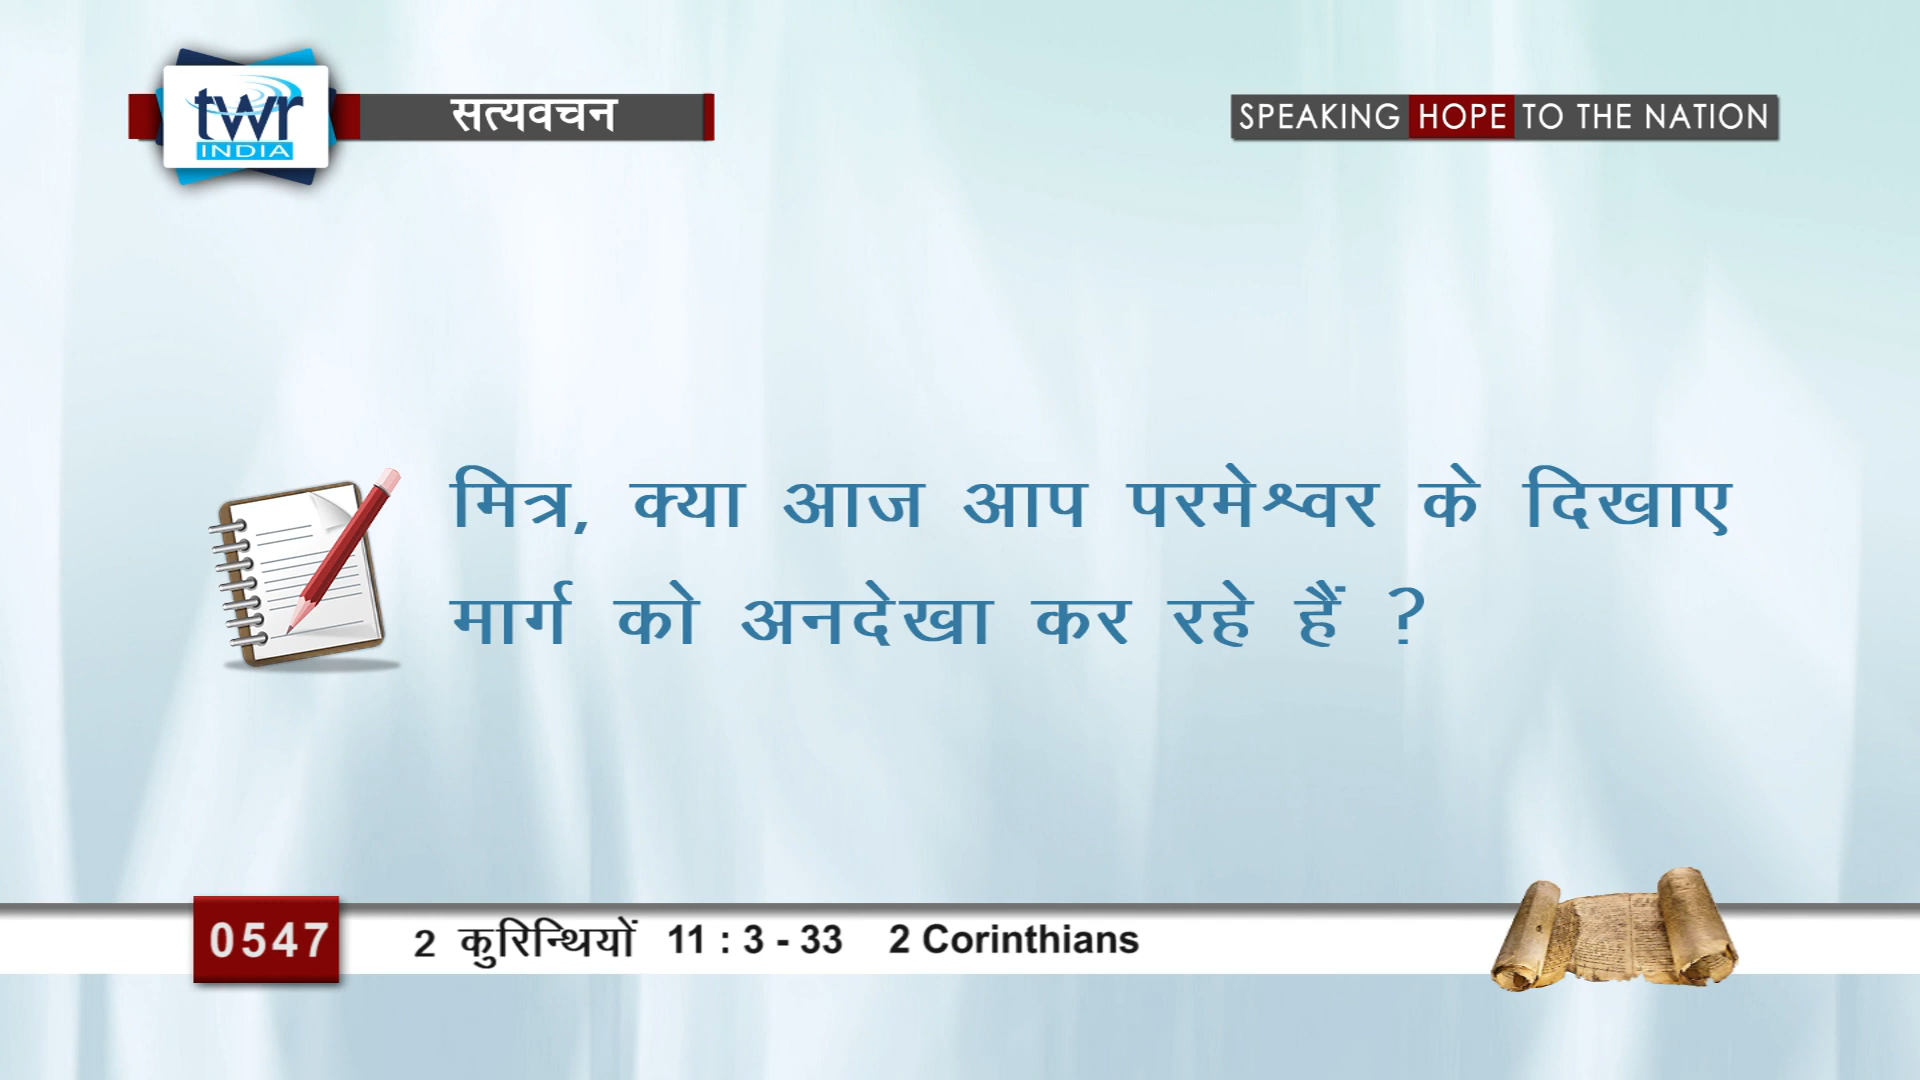 twr
INDIA
सत्यवचन
SPEAKING HOPE TO THE NATION
मित्र, क्या आज आप परमेश्वर के दिखाए
मार्ग को अनदेखा कर रहे हैं ?
0547
2 कुरिन्थियों 11 : 3 - 33 2 Corinthians